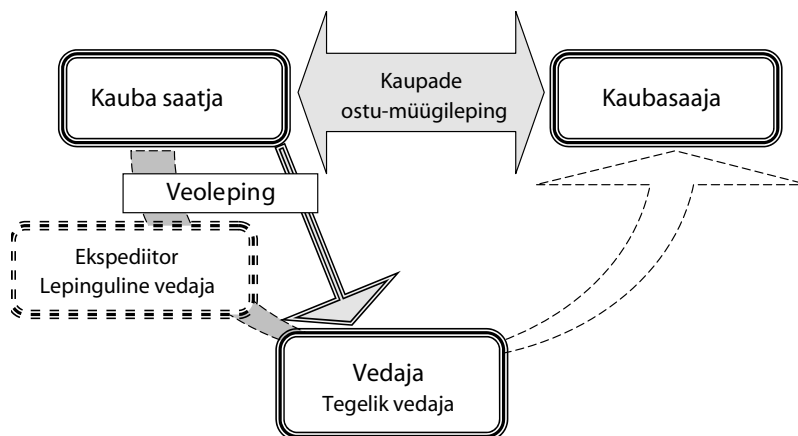 Kauba saatja
Kaupade
ostu-müügileping
Kaubasaaja
Veoleping
Ekspediitor
Lepinguline vedaja
Vedaja
Tegelik vedaja